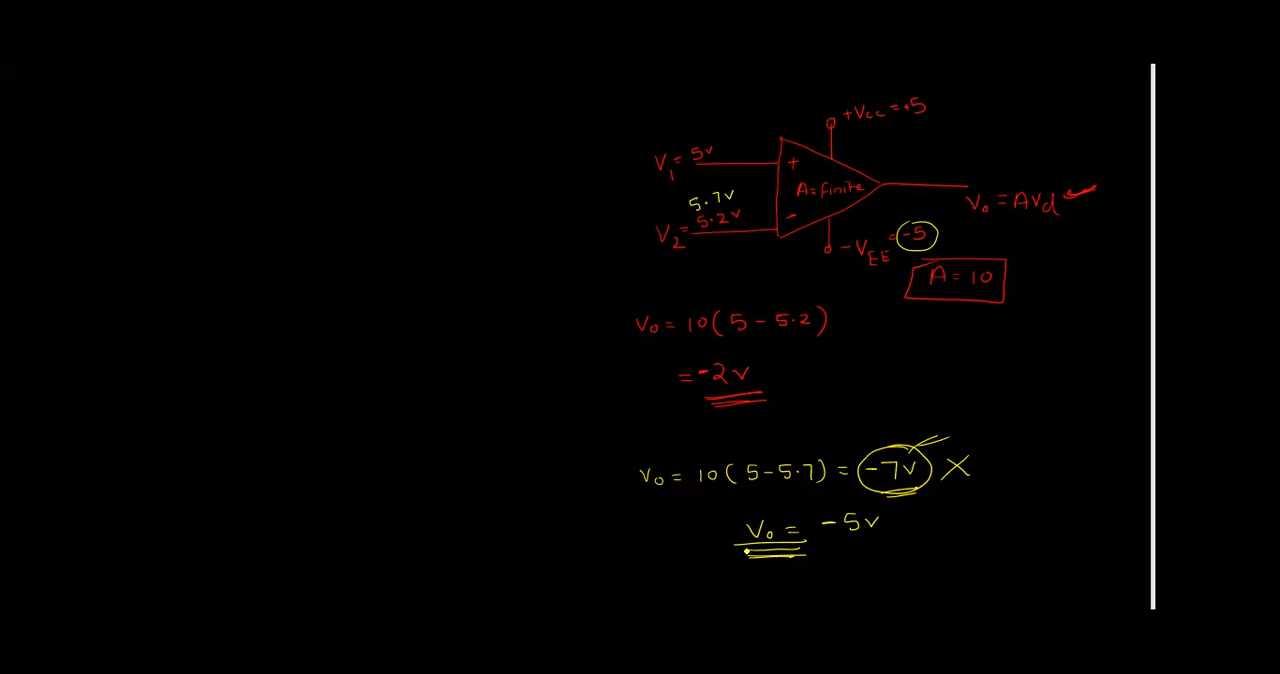 +Vcc = +5
V1 = 5v
+
A = finite
5.7v
5.2v
V2 =
-
Vo = AVd
-VEE = -5
A = 10
Vo = 10( 5 - 5.2)
= -2v
Vo = 10( 5 - 5.7) = -7v X
Vo = -5v